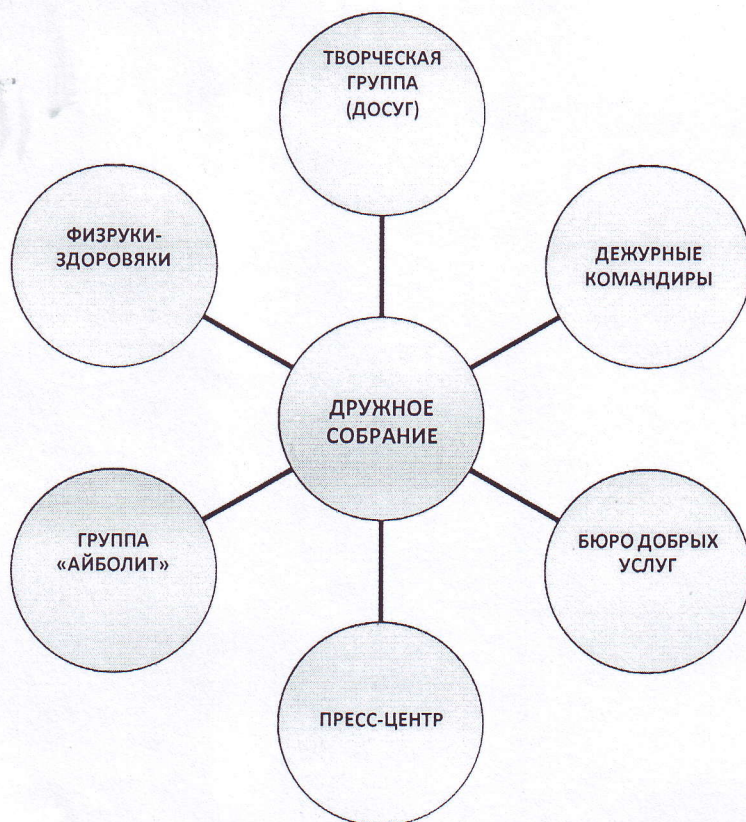 ТВОРЧЕСКАЯ
ГРУППА
(ДОСУГ)
ФИЗРУКИ-
ЗДОРОВЯКИ
ДЕЖУРНЫЕ
КОМАНДИРЫ
ДРУЖНОЕ
СОБРАНИЕ
ГРУППА
«АЙБОЛИТ»
БЮРО ДОБРЫХ
УСЛУГ
ПРЕСС-ЦЕНТР